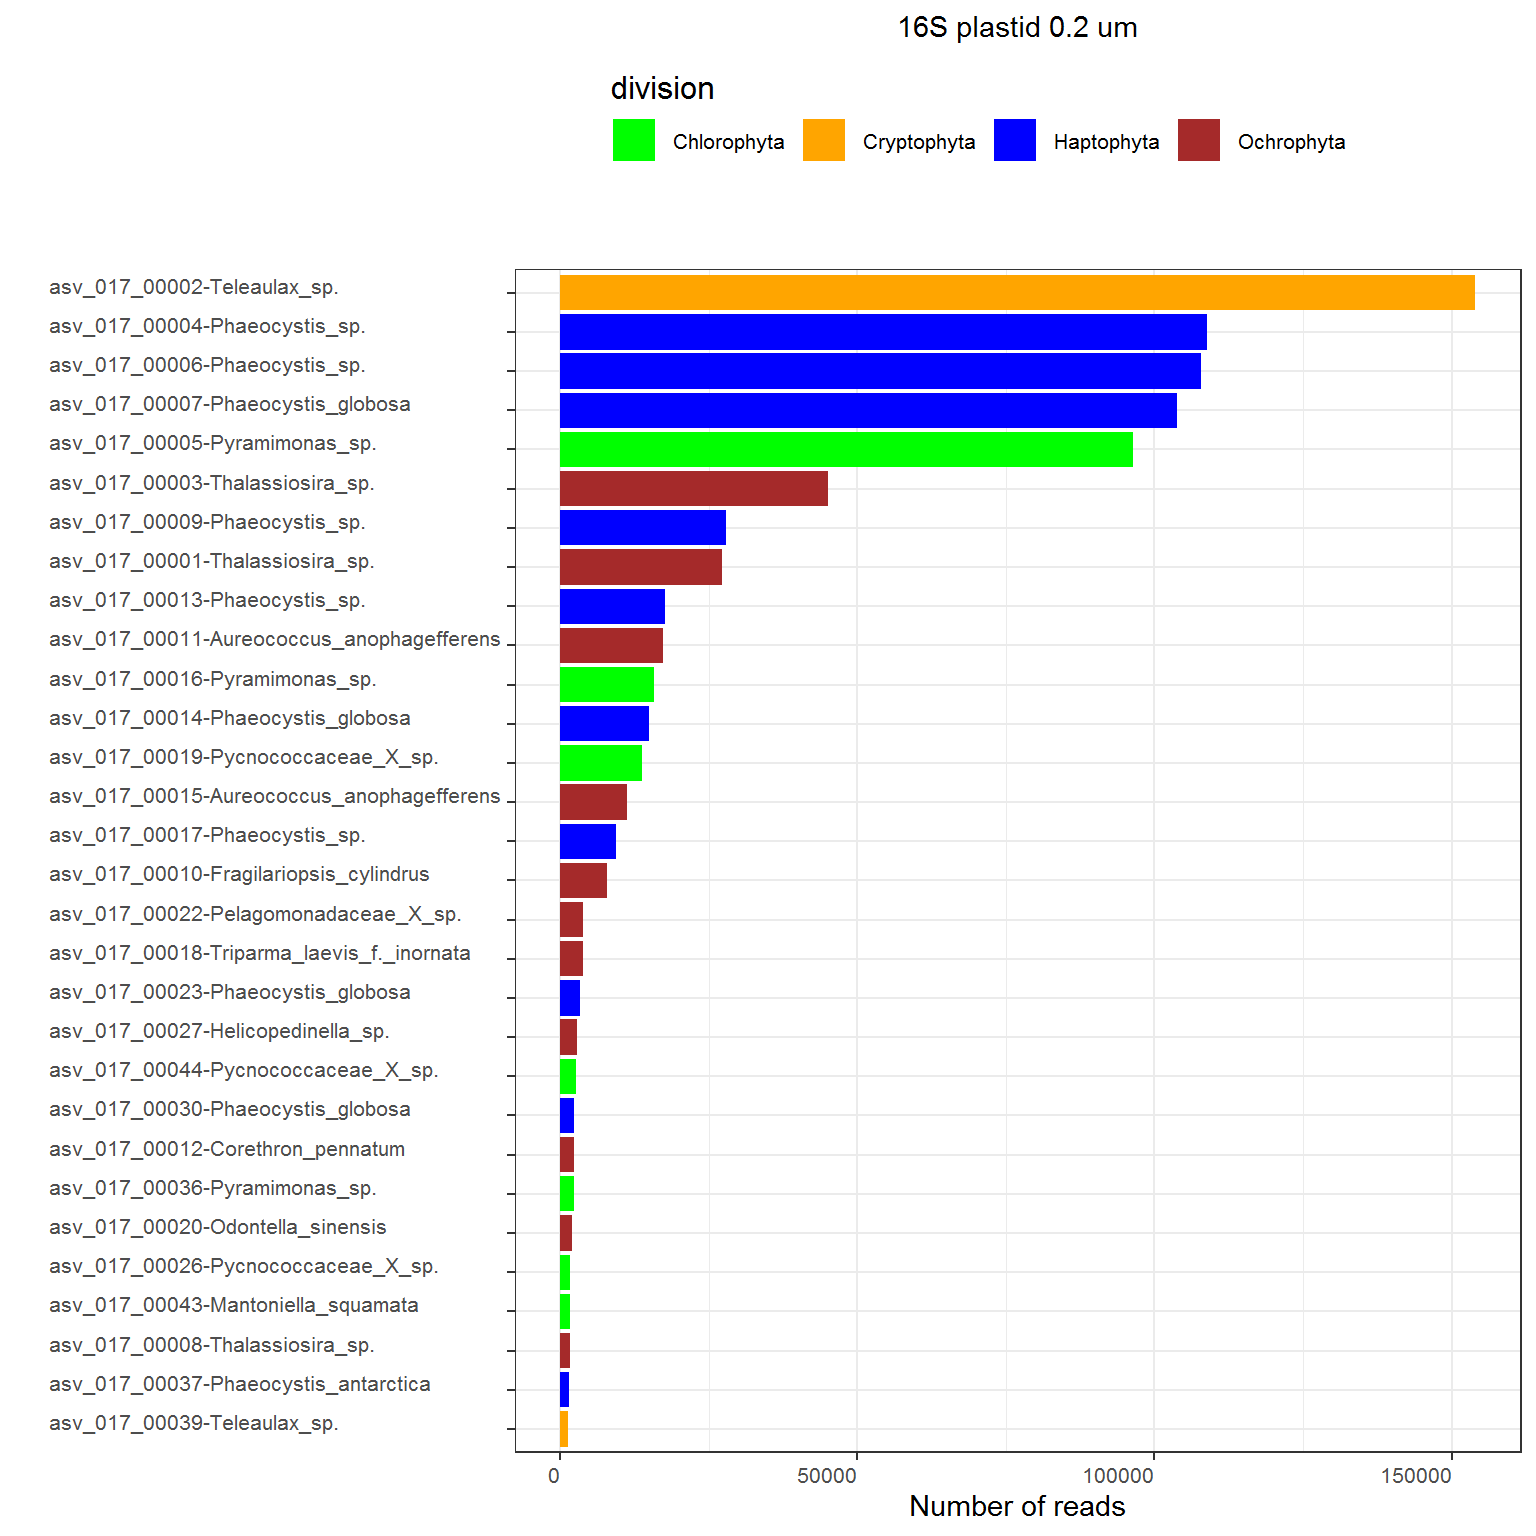 16S plastid 0.2 um
division
Chlorophyta Cryptophyta Haptophyta Ochrophyta
asv_017_00002-Teleaulax_sp.
asv_017_00004-Phaeocystis_sp.
asv_017_00006-Phaeocystis_sp.
asv_017_00007-Phaeocystis_globosa
asv_017_00005-Pyramimonas_sp.
asv_017_00003-Thalassiosira_sp.
asv_017_00009-Phaeocystis_sp.
asv_017_00001-Thalassiosira_sp.
asv_017_00013-Phaeocystis_sp.
asv_017_00011-Aureococcus_anophagefferens
asv_017_00016-Pyramimonas_sp.
asv_017_00014-Phaeocystis_globosa
asv_017_00019-Pycnococcaceae_X_sp.
asv_017_00015-Aureococcus_anophagefferens
asv_017_00017-Phaeocystis_sp.
asv_017_00010-Fragilariopsis_cylindrus
asv_017_00022-Pelagomonadaceae_X_sp.
asv_017_00018-Triparma_laevis_f._inornata
asv_017_00023-Phaeocystis_globosa
asv_017_00027-Helicopedinella_sp.
asv_017_00044-Pycnococcaceae_X_sp.
asv_017_00030-Phaeocystis_globosa
asv_017_00012-Corethron_pennatum
asv_017_00036-Pyramimonas_sp.
asv_017_00020-Odontella_sinensis
asv_017_00026-Pycnococcaceae_X_sp.
asv_017_00043-Mantoniella_squamata
asv_017_00008-Thalassiosira_sp.
asv_017_00037-Phaeocystis_antarctica
asv_017_00039-Teleaulax_sp.
0 50000 100000 150000
Number of reads